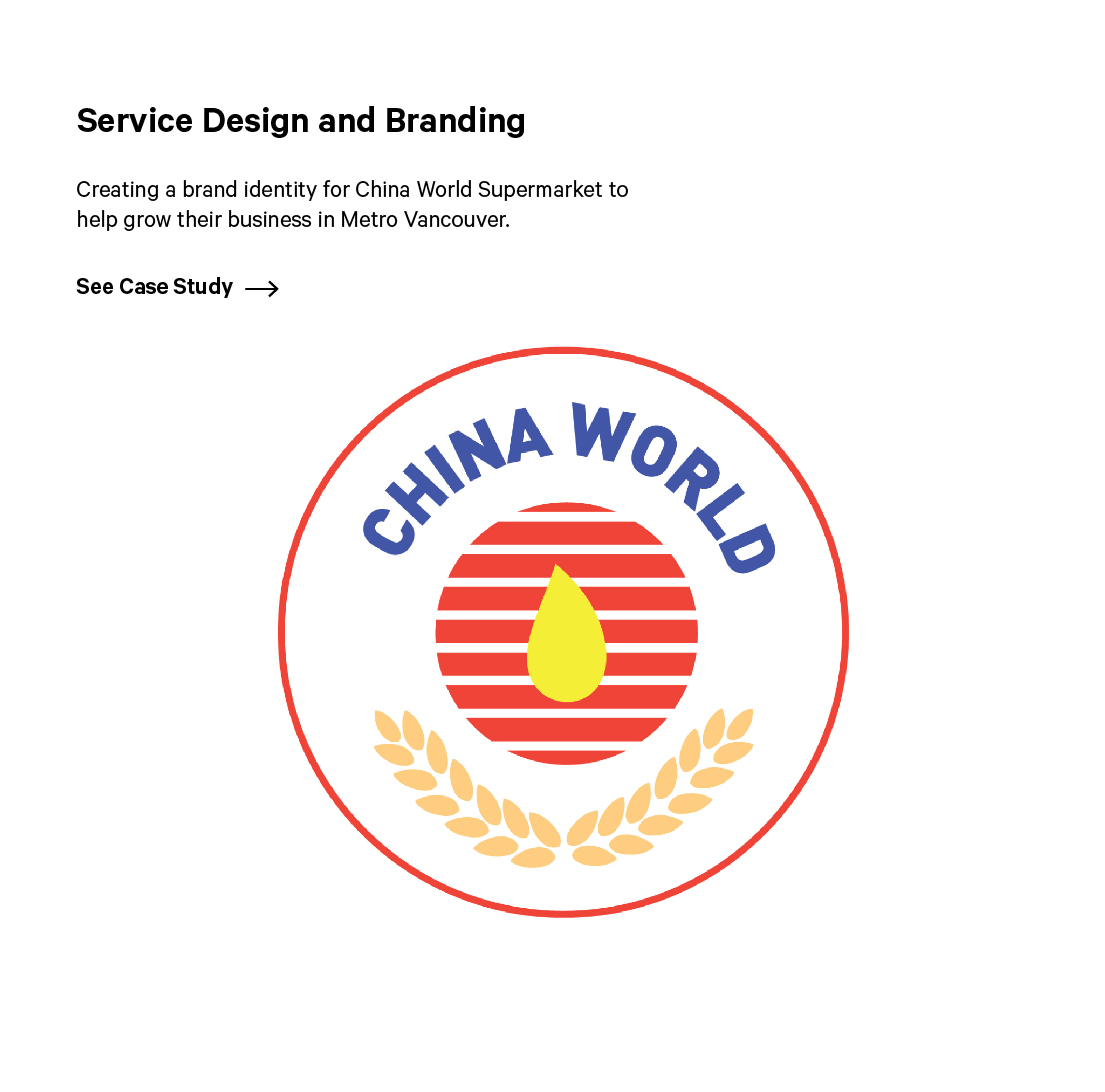 Service Design and Branding
Creating a brand identity for China World Supermarket to
help grow their business in Metro Vancouver.
See Case Study →
CHINA WORLD